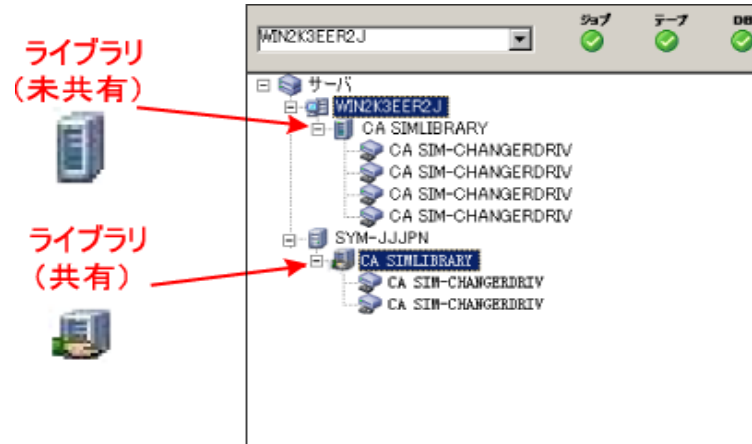 ライブラリ
(未共有)
ライブラリ
(共有)
WIN2K3EER2J
ジョブ
テープ
DB
サーバ
WIN2K3EER2J
CA SIMLIBRARY
CA SIM-CHANGERDRIV
CA SIM-CHANGERDRIV
CA SIM-CHANGERDRIV
CA SIM-CHANGERDRIV
SYM-JJJPN
CA SIMLIBRARY
CA SIM-CHANGERDRIV
CA SIM-CHANGERDRIV